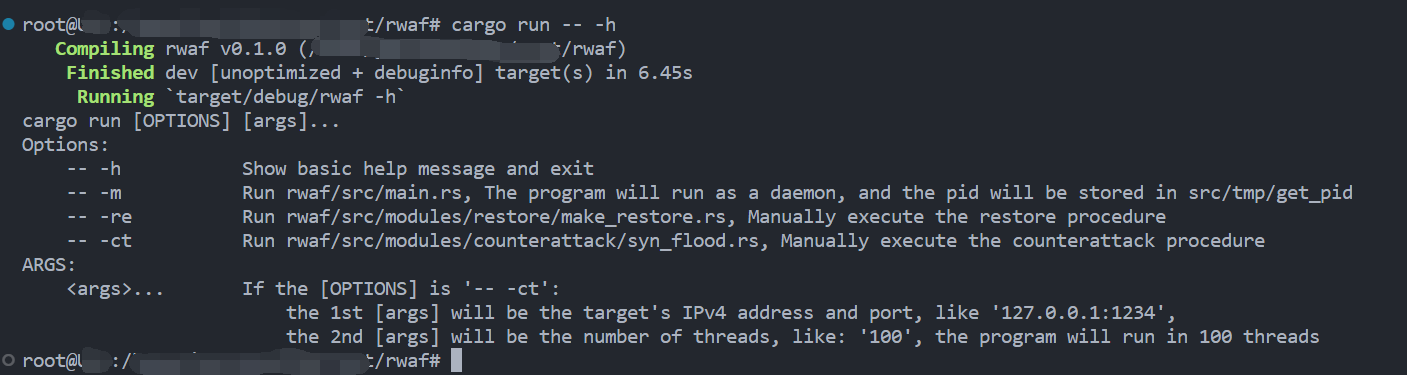 root@U :/ t/rwaf# cargo run -- -h
Compiling rwaf v0.1.0 (/ /rwaf)
Finished dev [unoptimized + debuginfo] target(s) in 6.45s
Running `target/debug/rwaf -h`
cargo run [OPTIONS] [args]...
Options:
-- -h Show basic help message and exit
-- -m Run rwaf/src/main.rs, The program will run as a daemon, and the pid will be stored in src/tmp/get_pid
-- -re Run rwaf/src/modules/restore/make_restore.rs, Manually execute the restore procedure
-- -ct Run rwaf/src/modules/counterattack/syn_flood.rs, Manually execute the counterattack procedure
ARGS:
<args>... If the [OPTIONS] is '-- -ct':
the 1st [args] will be the target's IPv4 address and port, like '127.0.0.1:1234',
the 2nd [args] will be the number of threads, like: '100', the program will run in 100 threads
root@U :/ t/rwaf#